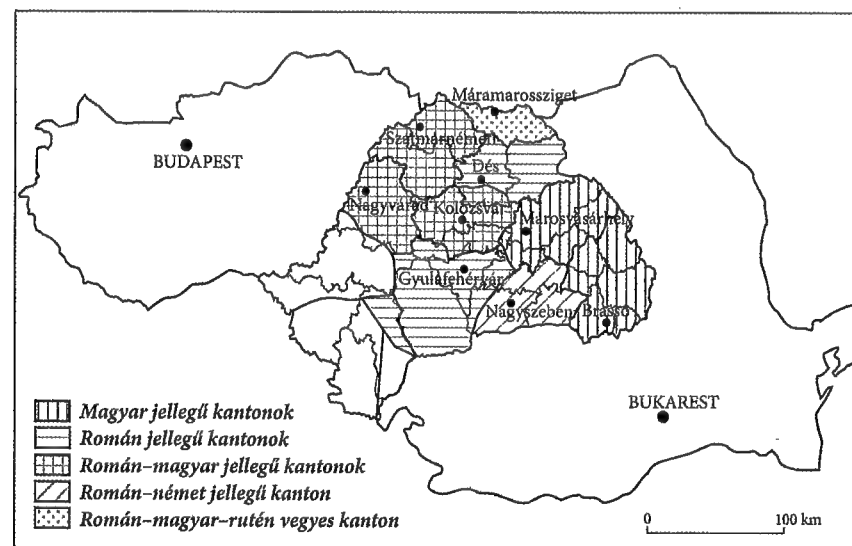 Máramarossziget
Szatmárnémeti
BUDAPEST
Dés
Nagyvárad
Kolozsvár
Marosvásárhely
Gyulafehérvár
Nagyszeben
Brassó
BUKAREST
Magyar jellegű kantonok
Román jellegű kantonok
Román–magyar jellegű kantonok
Román–német jellegű kanton
Román–magyar–rutén vegyes kanton
0 100 km